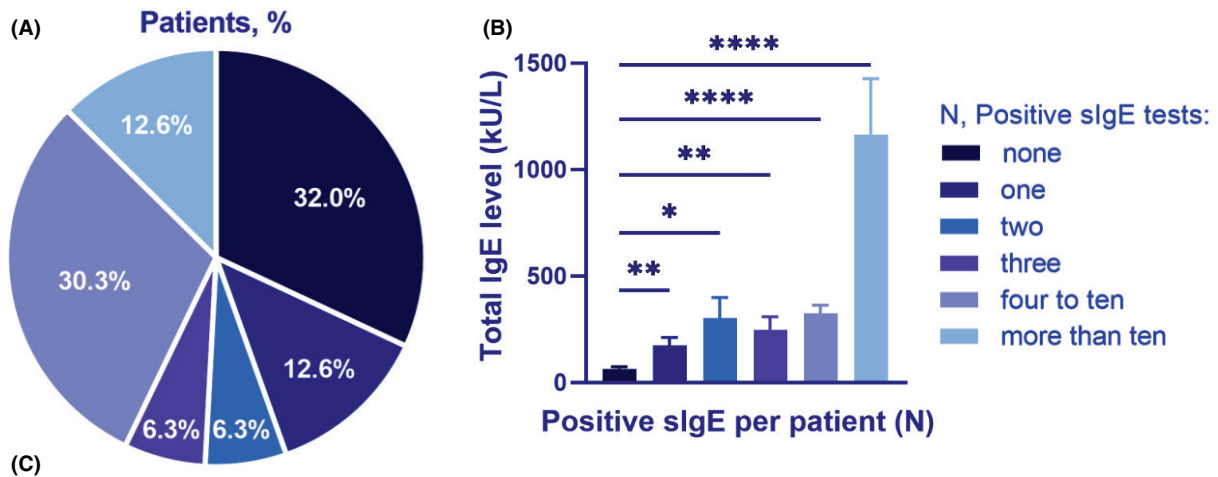 (A)
Patients, %
12.6%
32.0%
30.3%
12.6%
6.3%
6.3%
(B)
****
****
**
*
**
Total IgE level (kU/L)
1500
1000
500
0
Positive sIgE per patient (N)
N, Positive sIgE tests:
none
one
two
three
four to ten
more than ten
(C)